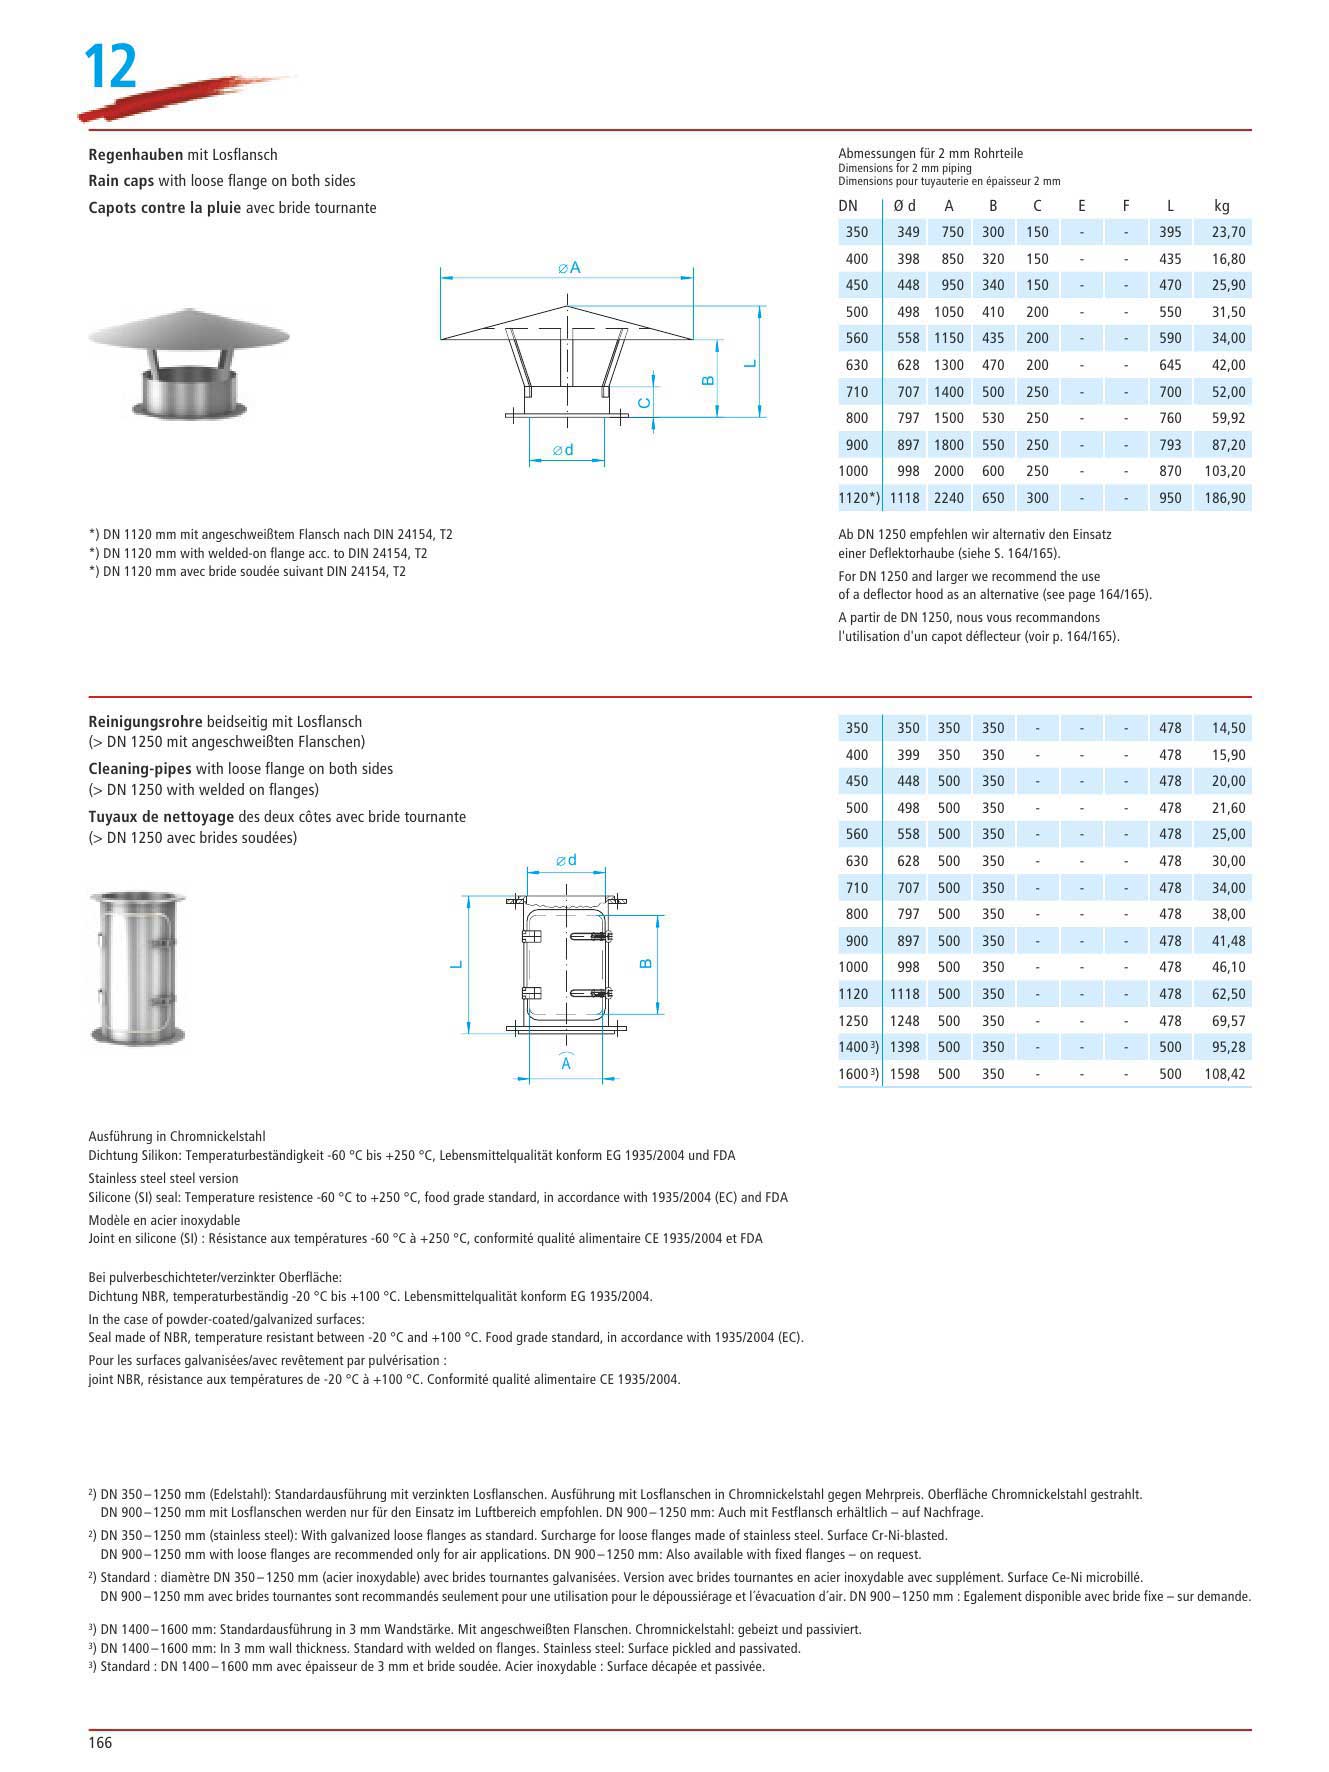 12
Regenhauben mit Losflansch
Rain caps with loose flange on both sides
Capots contre la pluie avec bride tournante
Abmessungen für 2 mm Rohrteile
Dimensions for 2 mm piping
Dimensions pour tuyauterie en épaisseur 2 mm
DN Ø d A B C E F L kg
350 349 750 300 150 - - 395 23,70
400 398 850 320 150 - - 435 16,80
450 448 950 340 150 - - 470 25,90
500 498 1050 410 200 - - 550 31,50
560 558 1150 435 200 - - 590 34,00
630 628 1300 470 200 - - 645 42,00
710 707 1400 500 250 - - 700 52,00
800 797 1500 530 250 - - 760 59,92
900 897 1800 550 250 - - 793 87,20
1000 998 2000 600 250 - - 870 103,20
1120*) 1118 2240 650 300 - - 950 186,90
⌀A
L
B
C
⌀d
*) DN 1120 mm mit angeschweißtem Flansch nach DIN 24154, T2
*) DN 1120 mm with welded-on flange acc. to DIN 24154, T2
*) DN 1120 mm avec bride soudée suivant DIN 24154, T2
Ab DN 1250 empfehlen wir alternativ den Einsatz
einer Deflektorhaube (siehe S. 164/165).
For DN 1250 and larger we recommend the use
of a deflector hood as an alternative (see page 164/165).
A partir de DN 1250, nous vous recommandons
l'utilisation d'un capot déflecteur (voir p. 164/165).
Reinigungsrohre beidseitig mit Losflansch
(> DN 1250 mit angeschweißten Flanschen)
Cleaning-pipes with loose flange on both sides
(> DN 1250 with welded on flanges)
Tuyaux de nettoyage des deux côtes avec bride tournante
(> DN 1250 avec brides soudées)
350 350 350 350 - - - 478 14,50
400 399 350 350 - - - 478 15,90
450 448 500 350 - - - 478 20,00
500 498 500 350 - - - 478 21,60
560 558 500 350 - - - 478 25,00
630 628 500 350 - - - 478 30,00
710 707 500 350 - - - 478 34,00
800 797 500 350 - - - 478 38,00
900 897 500 350 - - - 478 41,48
1000 998 500 350 - - - 478 46,10
1120 1118 500 350 - - - 478 62,50
1250 1248 500 350 - - - 478 69,57
1400 ³) 1398 500 350 - - - 500 95,28
1600 ³) 1598 500 350 - - - 500 108,42
⌀d
L
B
A
Ausführung in Chromnickelstahl
Dichtung Silikon: Temperaturbeständigkeit -60 °C bis +250 °C, Lebensmittelqualität konform EG 1935/2004 und FDA
Stainless steel steel version
Silicone (SI) seal: Temperature resistence -60 °C to +250 °C, food grade standard, in accordance with 1935/2004 (EC) and FDA
Modèle en acier inoxydable
Joint en silicone (SI) : Résistance aux températures -60 °C à +250 °C, conformité qualité alimentaire CE 1935/2004 et FDA
Bei pulverbeschichteter/verzinkter Oberfläche:
Dichtung NBR, temperaturbeständig -20 °C bis +100 °C. Lebensmittelqualität konform EG 1935/2004.
In the case of powder-coated/galvanized surfaces:
Seal made of NBR, temperature resistant between -20 °C and +100 °C. Food grade standard, in accordance with 1935/2004 (EC).
Pour les surfaces galvanisées/avec revêtement par pulvérisation :
joint NBR, résistance aux températures de -20 °C à +100 °C. Conformité qualité alimentaire CE 1935/2004.
²) DN 350–1250 mm (Edelstahl): Standardausführung mit verzinkten Losflanschen. Ausführung mit Losflanschen in Chromnickelstahl gegen Mehrpreis. Oberfläche Chromnickelstahl gestrahlt.
DN 900–1250 mm mit Losflanschen werden nur für den Einsatz im Luftbereich empfohlen. DN 900–1250 mm: Auch mit Festflansch erhältlich – auf Nachfrage.
²) DN 350–1250 mm (stainless steel): With galvanized loose flanges as standard. Surcharge for loose flanges made of stainless steel. Surface Cr-Ni-blasted.
DN 900–1250 mm with loose flanges are recommended only for air applications. DN 900–1250 mm: Also available with fixed flanges – on request.
²) Standard : diamètre DN 350–1250 mm (acier inoxydable) avec brides tournantes galvanisées. Version avec brides tournantes en acier inoxydable avec supplément. Surface Ce-Ni microbillé.
DN 900–1250 mm avec brides tournantes sont recommandés seulement pour une utilisation pour le dépoussiérage et l´évacuation d´air. DN 900–1250 mm : Egalement disponible avec bride fixe – sur demande.
³) DN 1400–1600 mm: Standardausführung in 3 mm Wandstärke. Mit angeschweißten Flanschen. Chromnickelstahl: gebeizt und passiviert.
³) DN 1400–1600 mm: In 3 mm wall thickness. Standard with welded on flanges. Stainless steel: Surface pickled and passivated.
³) Standard : DN 1400–1600 mm avec épaisseur de 3 mm et bride soudée. Acier inoxydable : Surface décapée et passivée.
166